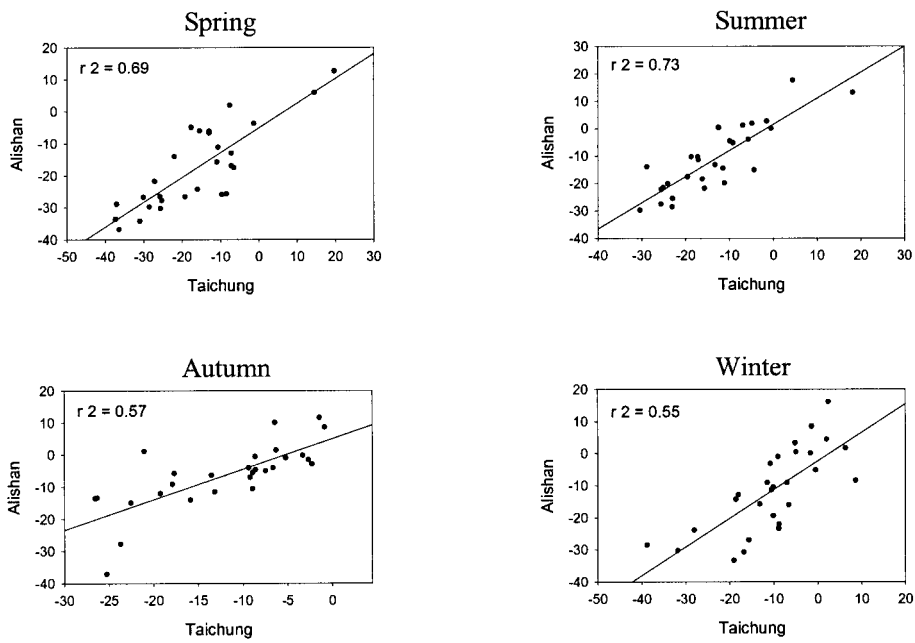 Spring
r 2 = 0.69
20
10
0
-10
-20
-30
-40
Alishan
-50 -40 -30 -20 -10 0 10 20 30
Taichung
Summer
r 2 = 0.73
30
20
10
0
-10
-20
-30
-40
Alishan
-40 -30 -20 -10 0 10 20 30
Taichung
Autumn
r 2 = 0.57
20
10
0
-10
-20
-30
-40
Alishan
-30 -25 -20 -15 -10 -5 0
Taichung
Winter
r 2 = 0.55
20
10
0
-10
-20
-30
-40
Alishan
-50 -40 -30 -20 -10 0 10 20
Taichung